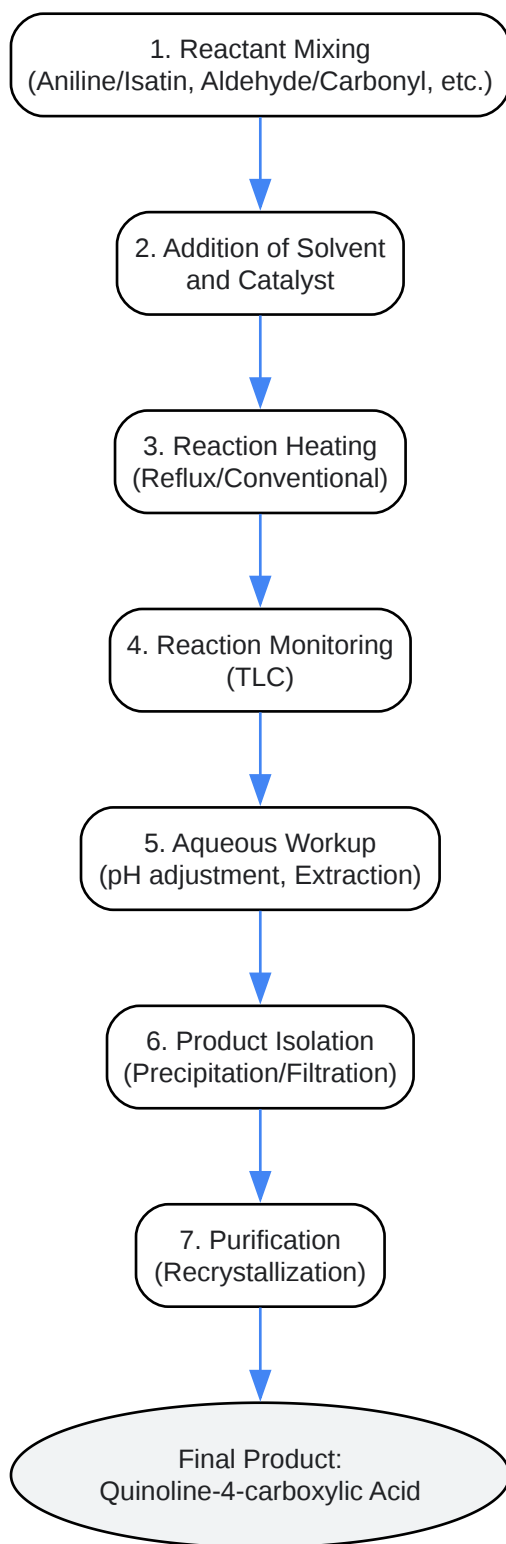 1. Reactant Mixing
(Aniline/Isatin, Aldehyde/Carbonyl, etc.)
2. Addition of Solvent
and Catalyst
3. Reaction Heating
(Reflux/Conventional)
4. Reaction Monitoring
(TLC)
5. Aqueous Workup
(pH adjustment, Extraction)
6. Product Isolation
(Precipitation/Filtration)
7. Purification
(Recrystallization)
Final Product:
Quinoline-4-carboxylic Acid